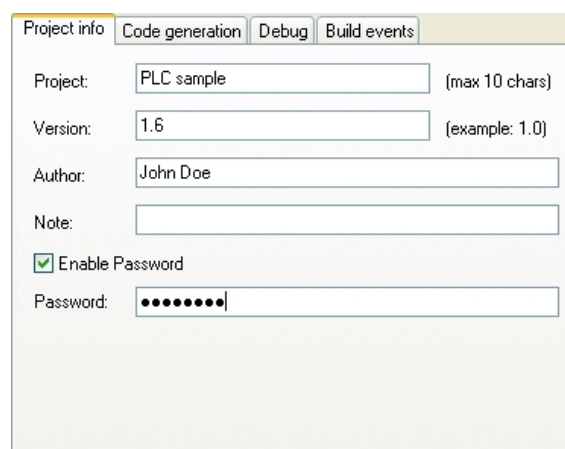 Project info Code generation Debug Build events
Project: PLC sample (max 10 chars)
Version: 1.6 (example: 1.0)
Author: John Doe
Note:
Enable Password
Password: ●●●●●●●●